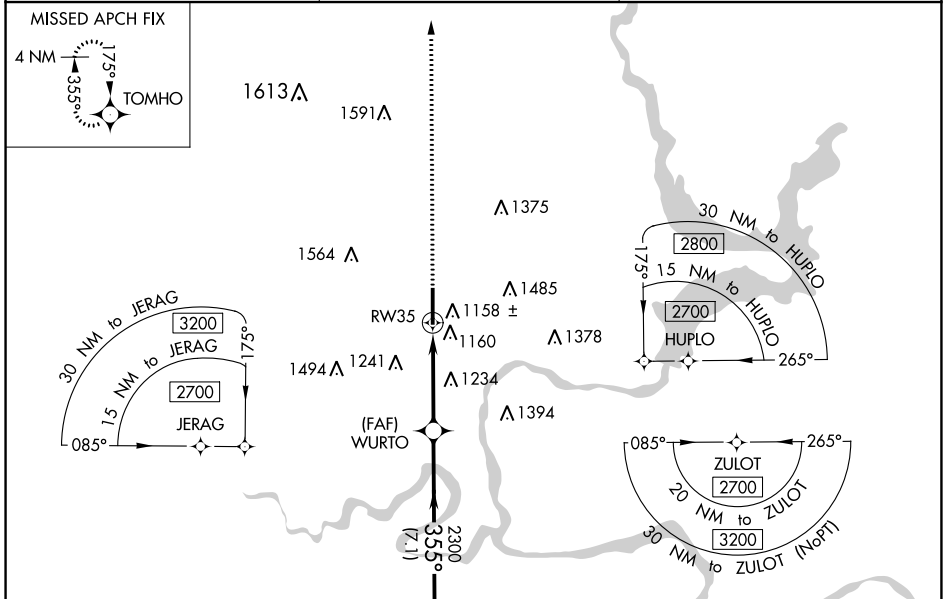 MISSED APCH FIX
4 NM
175°
355°
TOMHO
1613
1591
1375
1564
1485
RW35
1158 ±
1160
1378
1494
1241
1234
(FAF)
WURTO
1394
30 NM to JERAG
3200
175°
15 NM to JERAG
2700
JERAG
085°
30 NM to HUPLO
2800
175°
15 NM to HUPLO
2700
HUPLO
265°
085°
265°
ZULOT
2700
20 NM to ZULOT
3200
30 NM to ZULOT (NoPT)
2300
355°
(7.1)